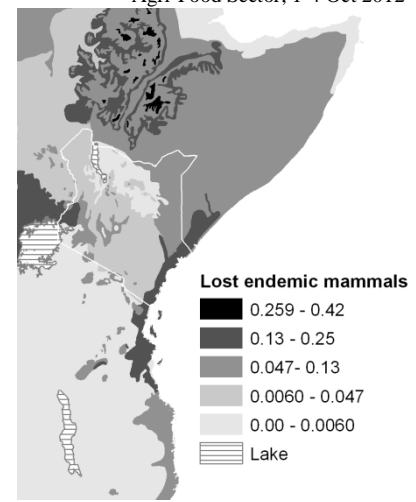 Agri-Food Sector, 1-4 Oct 2012
Lost endemic mammals
0.259 - 0.42
0.13 - 0.25
0.047- 0.13
0.0060 - 0.047
0.00 - 0.0060
Lake